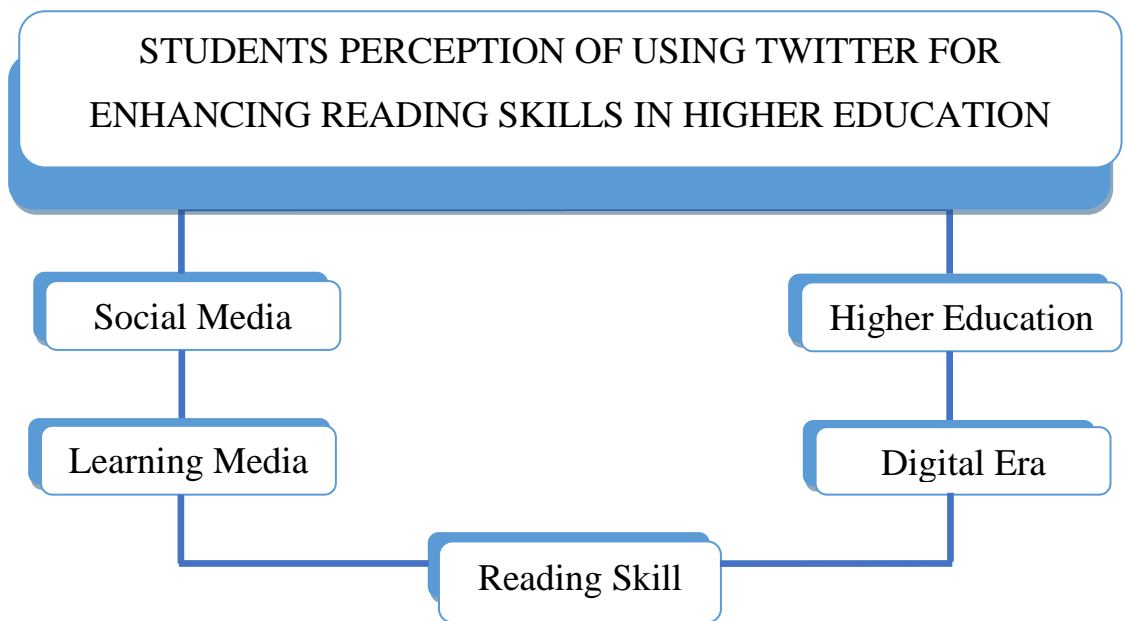 STUDENTS PERCEPTION OF USING TWITTER FOR
ENHANCING READING SKILLS IN HIGHER EDUCATION
Social Media
Higher Education
Learning Media
Digital Era
Reading Skill